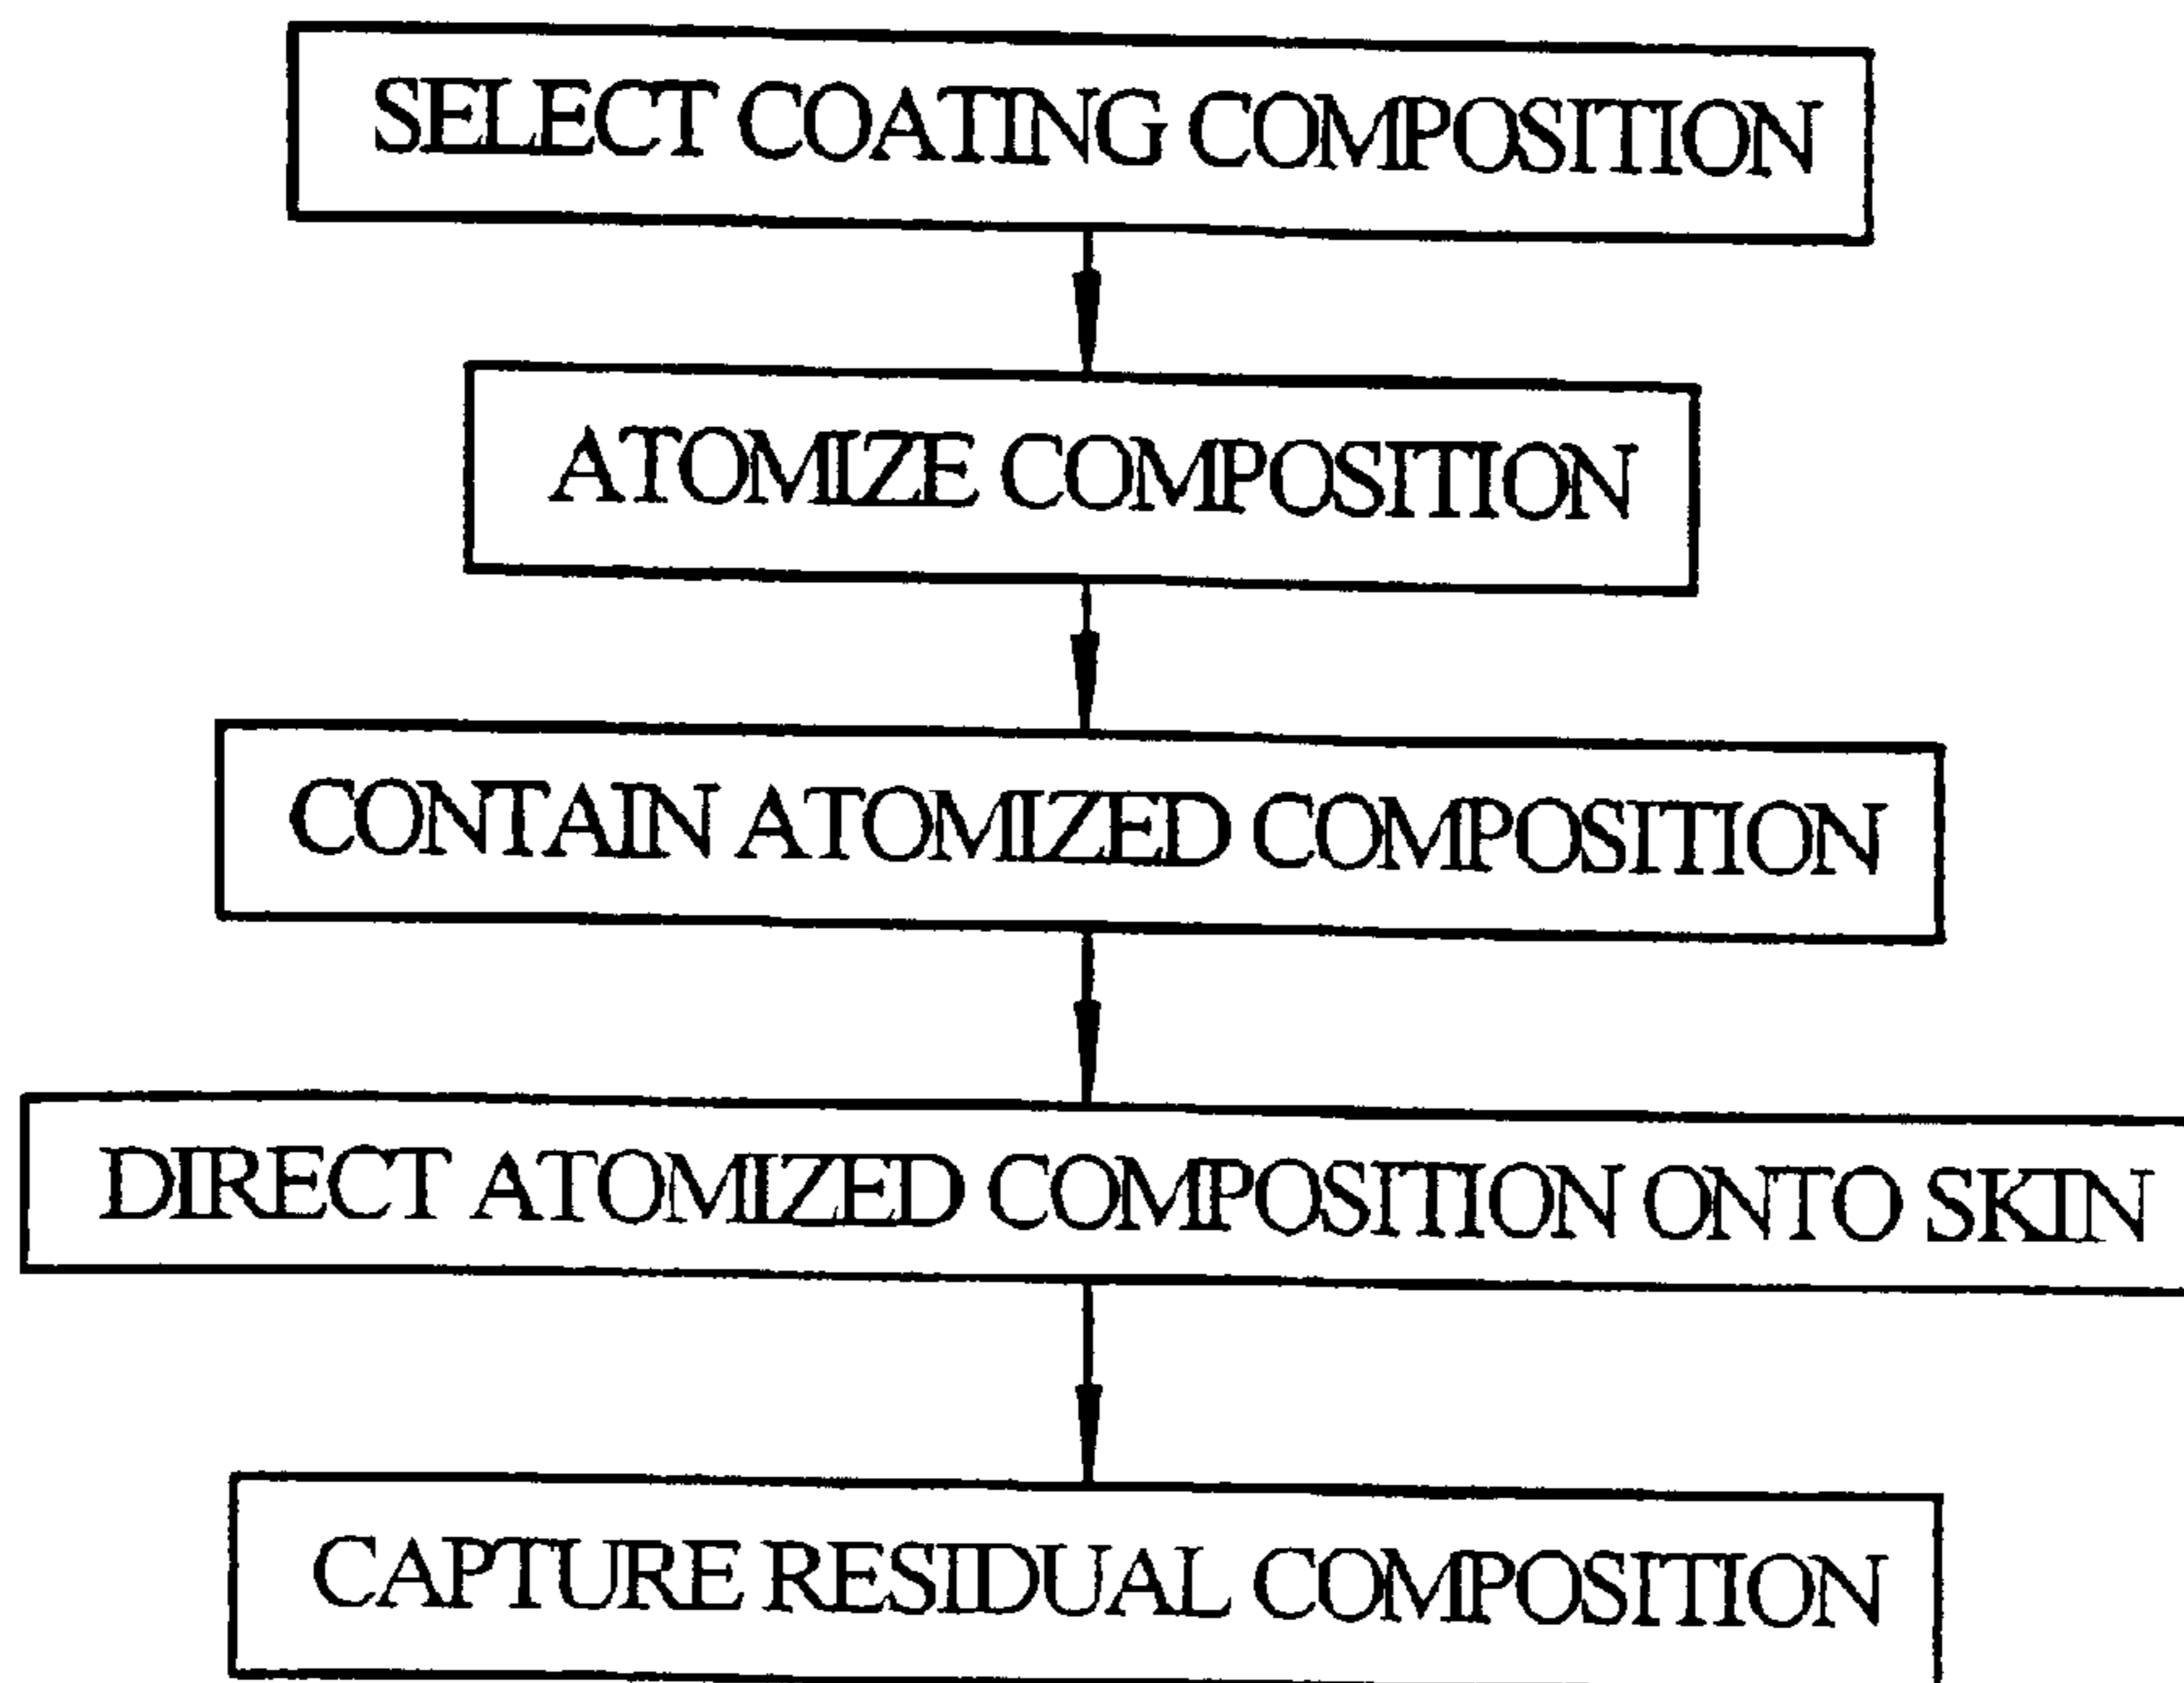 SELECT COATING COMPOSITION
ATOMIZE COMPOSITION
CONTAIN ATOMIZED COMPOSITION
DIRECT ATOMIZED COMPOSITION ONTO SKIN
CAPTURE RESIDUAL COMPOSITION